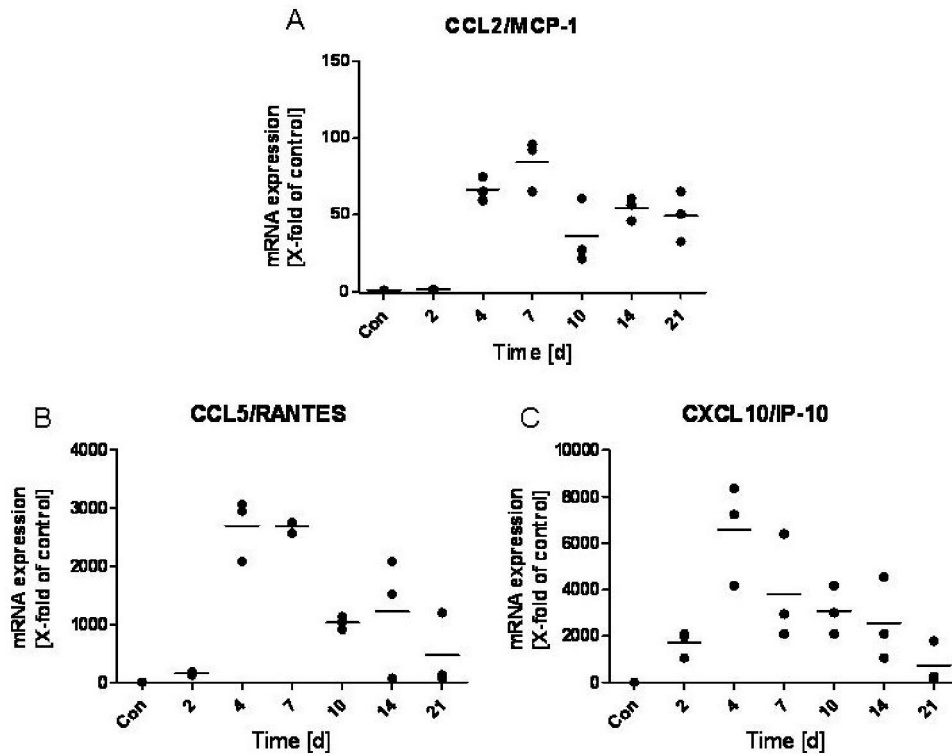 A
CCL2/MCP-1
mRNA expression
[X-fold of control]
150
100
50
0
Con
2
4
7
10
14
21
Time [d]
B
CCL5/RANTES
mRNA expression
[X-fold of control]
4000
3000
2000
1000
0
Con
2
4
7
10
14
21
Time [d]
C
CXCL10/IP-10
mRNA expression
[X-fold of control]
10000
8000
6000
4000
2000
0
Con
2
4
7
10
14
21
Time [d]